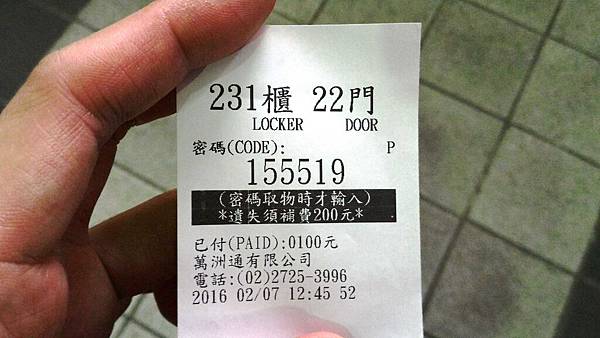 231櫃 22門
LOCKER DOOR
密碼(CODE): P
155519
(密碼取物時才輸入)
*遺失須補費200元*
已付(PAID):0100元
萬洲通有限公司
電話:(02)2725-3996
2016 02/07 12:45 52